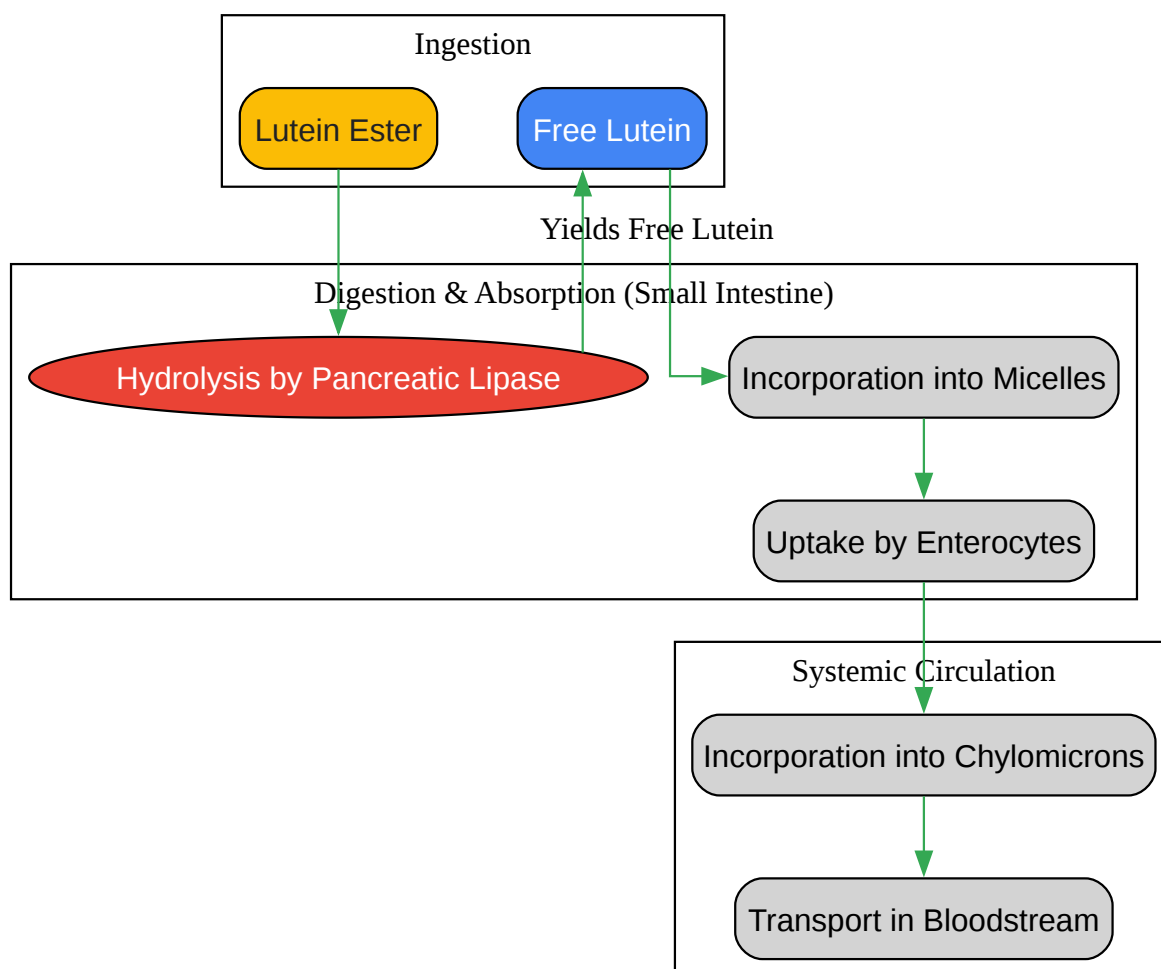 Ingestion
Lutein Ester
Free Lutein
Yields Free Lutein
Digestion & Absorption (Small Intestine)
Hydrolysis by Pancreatic Lipase
Incorporation into Micelles
Uptake by Enterocytes
Systemic Circulation
Incorporation into Chylomicrons
Transport in Bloodstream